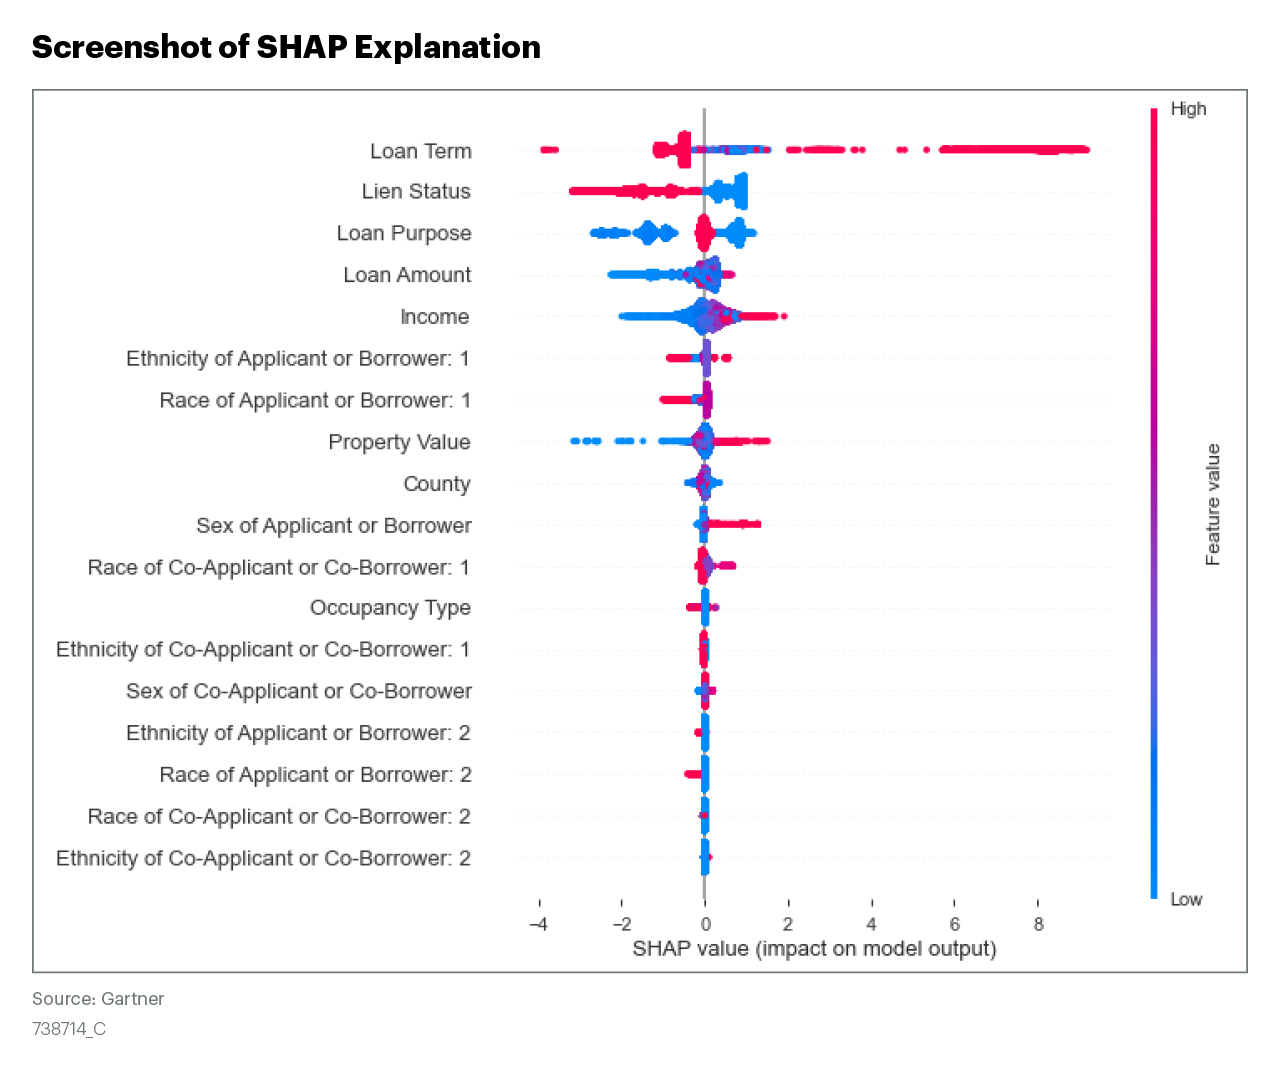 Screenshot of SHAP Explanation
High
Loan Term
Lien Status
Loan Purpose
Loan Amount
Income
Ethnicity of Applicant or Borrower: 1
Race of Applicant or Borrower: 1
Property Value
County
Sex of Applicant or Borrower
Race of Co-Applicant or Co-Borrower: 1
Occupancy Type
Ethnicity of Co-Applicant or Co-Borrower: 1
Sex of Co-Applicant or Co-Borrower
Ethnicity of Applicant or Borrower: 2
Race of Applicant or Borrower: 2
Race of Co-Applicant or Co-Borrower: 2
Ethnicity of Co-Applicant or Co-Borrower: 2
Feature value
Low
−4 −2 0 2 4 6 8
SHAP value (impact on model output)
Source: Gartner
738714_C